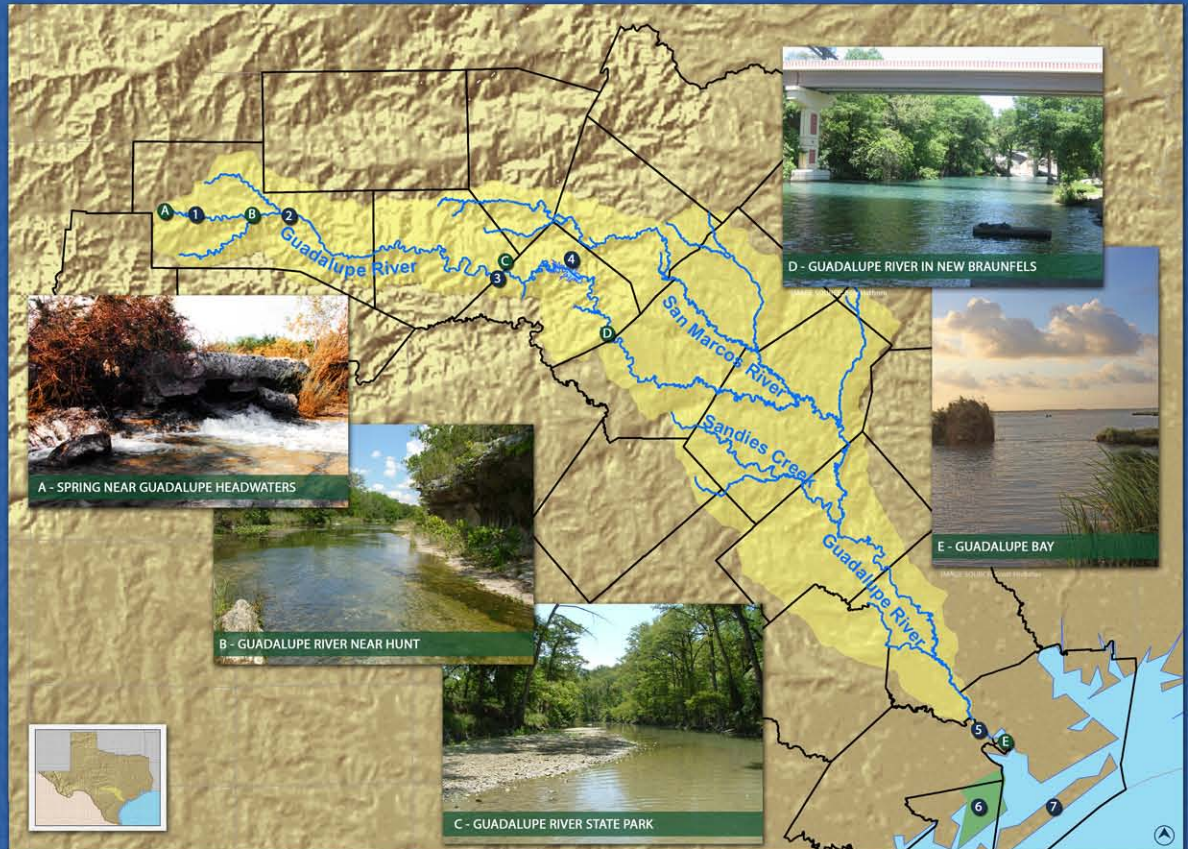 D - GUADALUPE RIVER IN NEW BRAUNFELS
A
1
B
2
Guadalupe River
C
3
4
D
San Marcos River
Sandies Creek
A - SPRING NEAR GUADALUPE HEADWATERS
E - GUADALUPE BAY
Guadalupe River
B - GUADALUPE RIVER NEAR HUNT
C - GUADALUPE RIVER STATE PARK
5
E
6
7